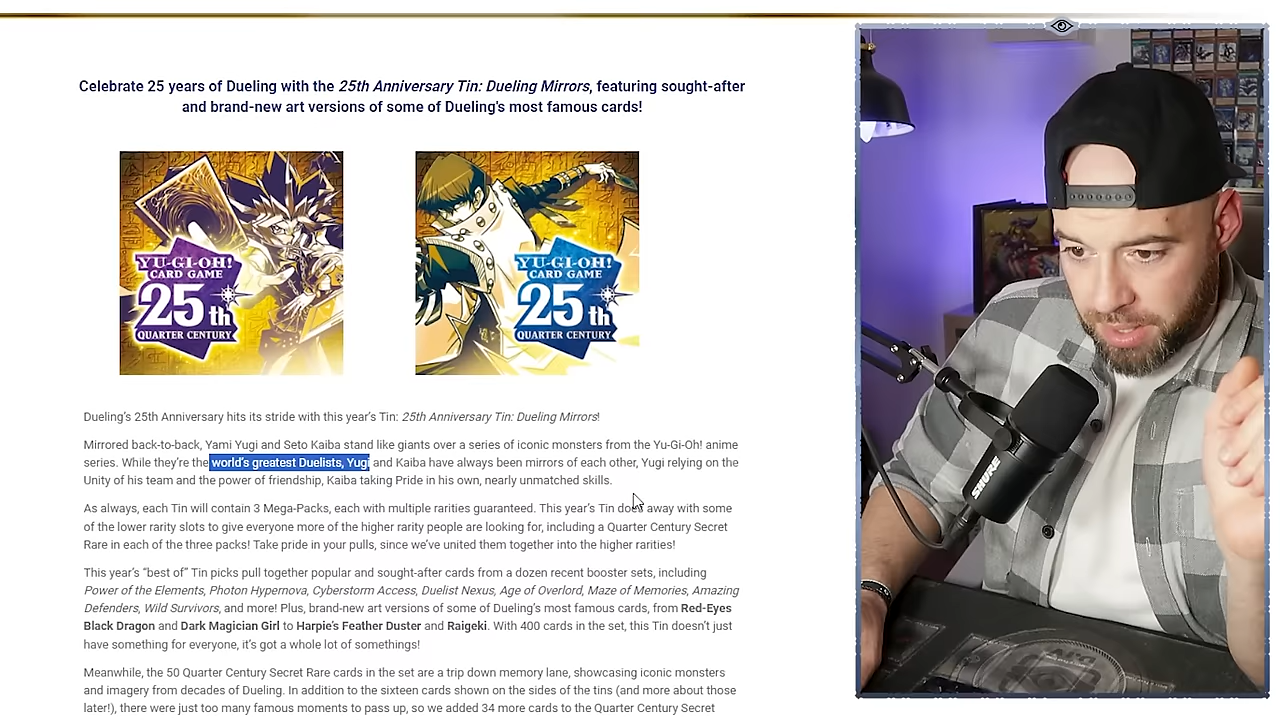 Celebrate 25 years of Dueling with the 25th Anniversary Tin: Dueling Mirrors, featuring sought-after
and brand-new art versions of some of Dueling's most famous cards!
YU-GI-OH!
CARD GAME
25th
QUARTER CENTURY
YU-GI-OH!
CARD GAME
25th
QUARTER CENTURY
Dueling's 25th Anniversary hits its stride with this year's Tin: 25th Anniversary Tin: Dueling Mirrors!
Mirrored back-to-back, Yami Yugi and Seto Kaiba stand like giants over a series of iconic monsters from the Yu-Gi-Oh! anime
series. While they're the world's greatest Duelists, Yugi and Kaiba have always been mirrors of each other, Yugi relying on the
Unity of his team and the power of friendship, Kaiba taking Pride in his own, nearly unmatched skills.
As always, each Tin will contain 3 Mega-Packs, each with multiple rarities guaranteed. This year's Tin does away with some
of the lower rarity slots to give everyone more of the higher rarity people are looking for, including a Quarter Century Secret
Rare in each of the three packs! Take pride in your pulls, since we've united them together into the higher rarities!
This year's “best of” Tin picks pull together popular and sought-after cards from a dozen recent booster sets, including
Power of the Elements, Photon Hypernova, Cyberstorm Access, Duelist Nexus, Age of Overlord, Maze of Memories, Amazing
Defenders, Wild Survivors, and more! Plus, brand-new art versions of some of Dueling's most famous cards, from Red-Eyes
Black Dragon and Dark Magician Girl to Harpie's Feather Duster and Raigeki. With 400 cards in the set, this Tin doesn't just
have something for everyone, it's got a whole lot of somethings!
Meanwhile, the 50 Quarter Century Secret Rare cards in the set are a trip down memory lane, showcasing iconic monsters
and imagery from decades of Dueling. In addition to the sixteen cards shown on the sides of the tins (and more about those
later!), there were just too many famous moments to pass up, so we added 34 more cards to the Quarter Century Secret
SHURE